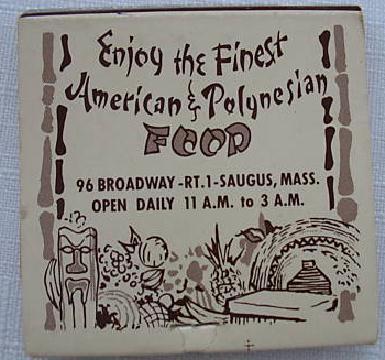 Enjoy the Finest
American & Polynesian
FOOD
96 BROADWAY-RT.1-SAUGUS, MASS.
OPEN DAILY 11 A.M. to 3 A.M.